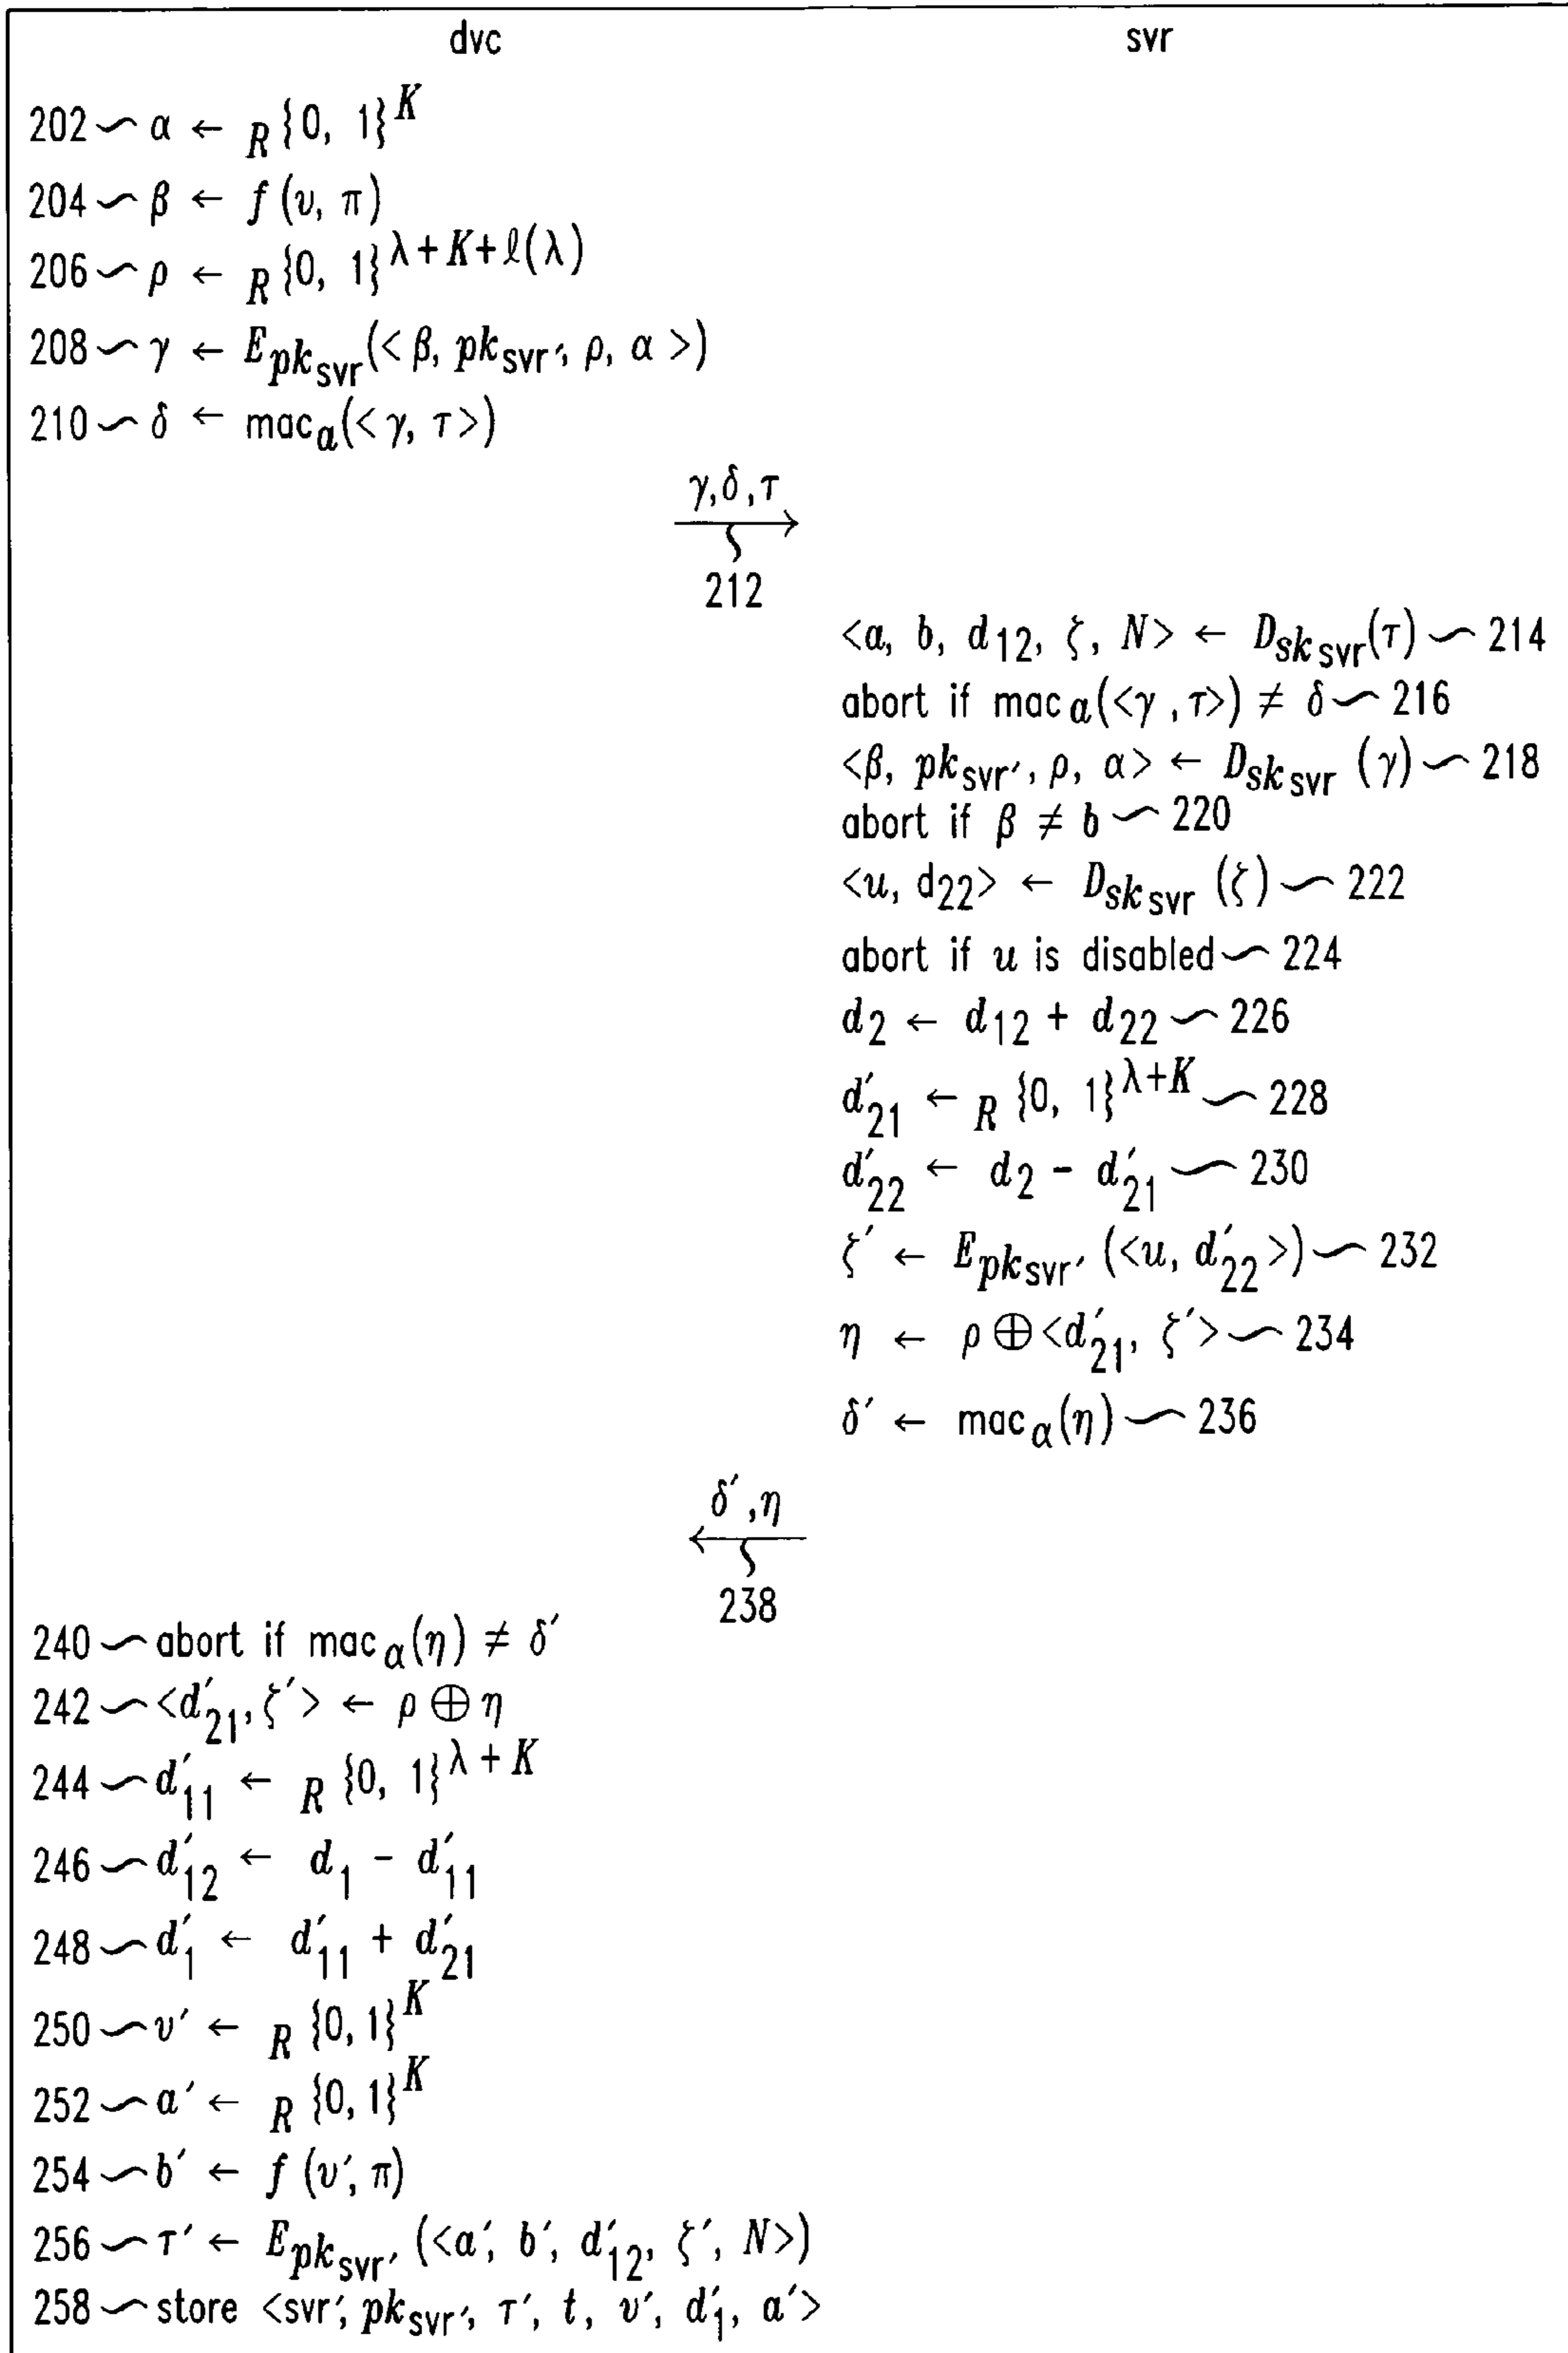 dvc svr
202 α ← R {0, 1}^K
204 β ← f (υ, π)
206 ρ ← R {0, 1}^λ+K+ℓ(λ)
208 γ ← E_pk_svr(< β, pk_svr′, ρ, α >)
210 δ ← mac_a(< γ, τ >)
γ,δ,τ
212
<a, b, d_12, ζ, N> ← D_sk_svr(τ) 214
abort if mac_a(<γ ,τ>) ≠ δ 216
<β, pk_svr′, ρ, α> ← D_sk_svr (γ) 218
abort if β ≠ b 220
<u, d_22> ← D_sk_svr (ζ) 222
abort if u is disabled 224
d_2 ← d_12 + d_22 226
d′_21 ← R {0, 1}^λ+K 228
d′_22 ← d_2 - d′_21 230
ζ′ ← E_pk_svr′ (<u, d′_22>) 232
η ← ρ ⊕ <d′_21, ζ′> 234
δ′ ← mac_α(η) 236
δ′,η
238
240 abort if mac_α(η) ≠ δ′
242 <d′_21, ζ′> ← ρ ⊕ η
244 d′_11 ← R {0, 1}^λ + K
246 d′_12 ← d_1 - d′_11
248 d′_1 ← d′_11 + d′_21
250 υ′ ← R {0, 1}^K
252 a′ ← R {0, 1}^K
254 b′ ← f (υ′, π)
256 τ′ ← E_pk_svr′ (<a′, b′, d′_12, ζ′, N>)
258 store <svr′, pk_svr′, τ′, t, υ′, d′_1, a′>